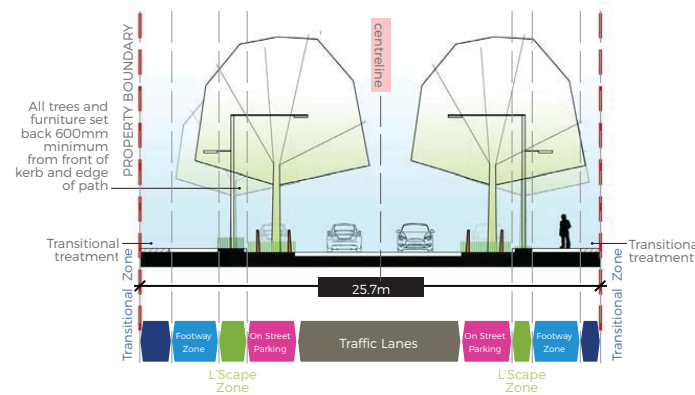 PROPERTY BOUNDARY
centreline
All trees and
furniture set
back 600mm
minimum
from front of
kerb and edge
of path
Transitional
treatment
Transitional
treatment
Transitional Zone
Transitional Zone
25.7m
Footway
Zone
On Street
Parking
Traffic Lanes
On Street
Parking
Footway
Zone
L'Scape
Zone
L'Scape
Zone